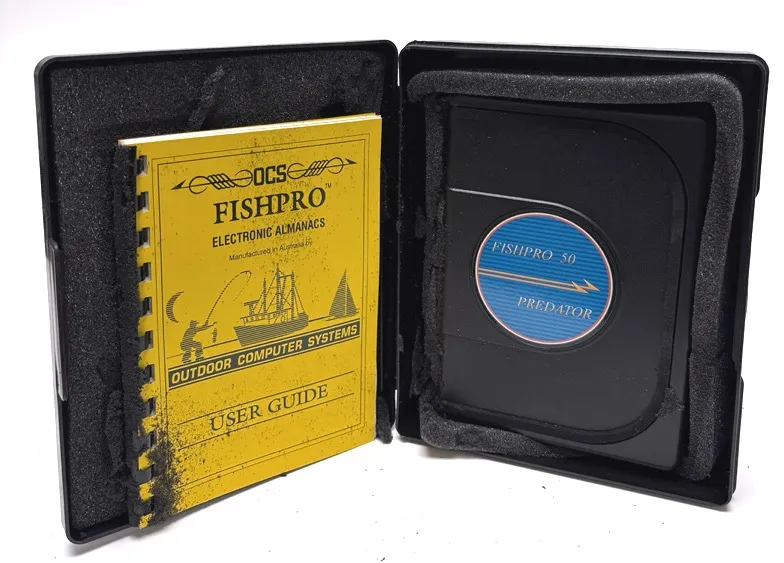 OCS
FISHPRO™
ELECTRONIC ALMANACS
Manufactured in Australia by
OUTDOOR COMPUTER SYSTEMS
USER GUIDE
FISHPRO 50
PREDATOR